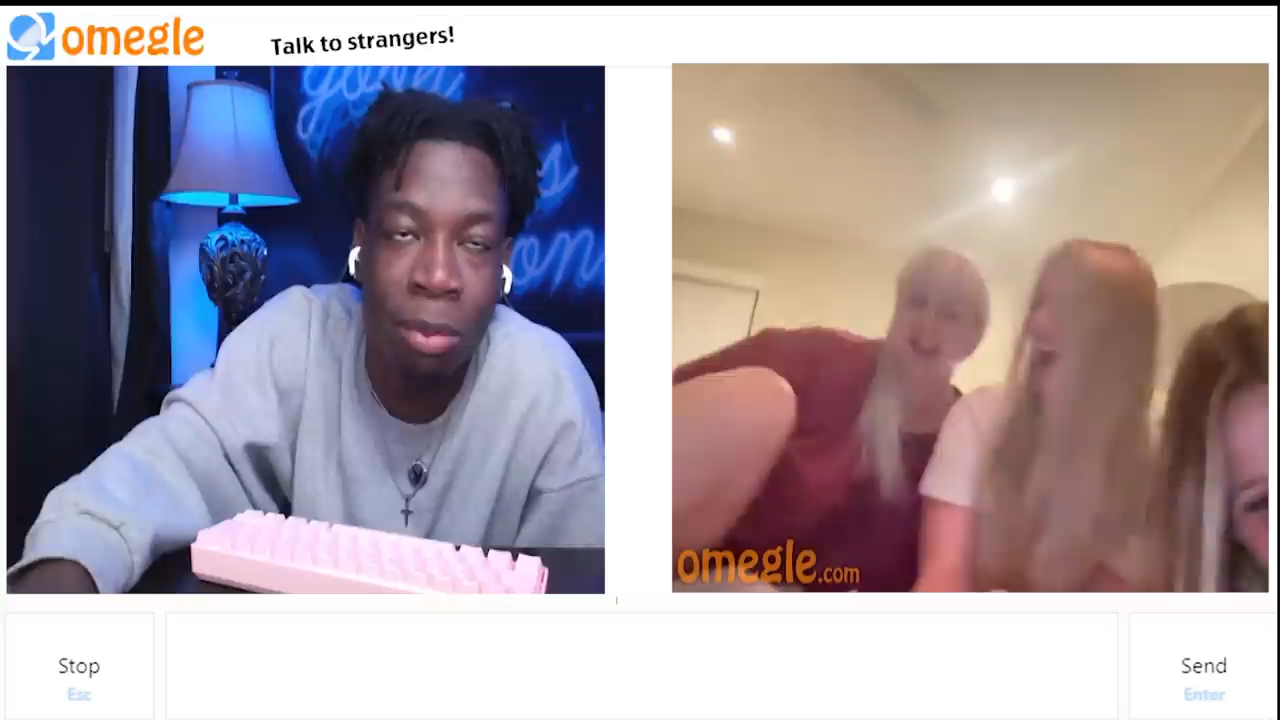 omegle
Talk to strangers!
omegle.com
Stop
Esc
Send
Enter